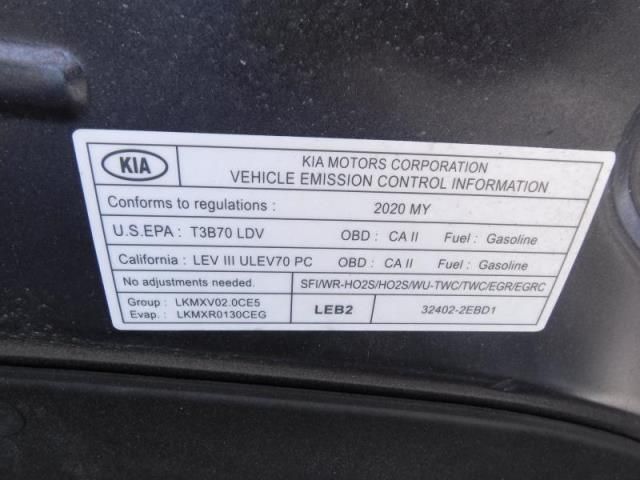 KIA
KIA MOTORS CORPORATION
VEHICLE EMISSION CONTROL INFORMATION
Conforms to regulations : 2020 MY
U.S.EPA : T3B70 LDV OBD : CA II Fuel : Gasoline
California : LEV III ULEV70 PC OBD : CA II Fuel : Gasoline
No adjustments needed. SFI/WR-HO2S/HO2S/WU-TWC/TWC/EGR/EGRC
Group : LKMXV02.0CE5
Evap. : LKMXR0130CEG
LEB2
32402-2EBD1